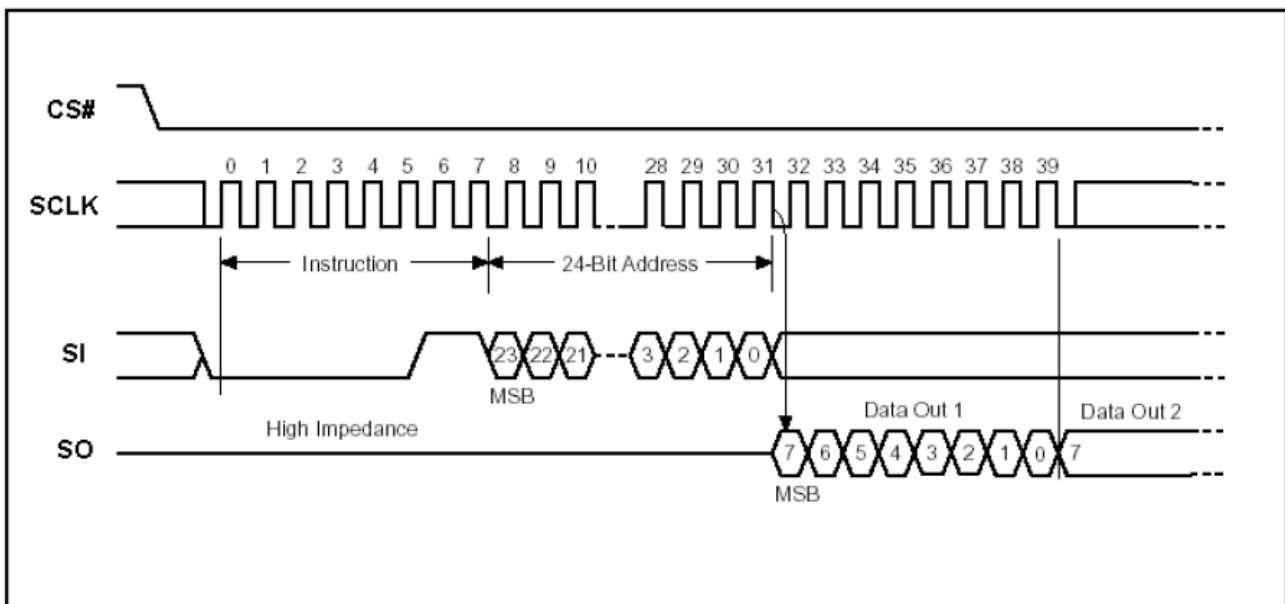 CS#
0 1 2 3 4 5 6 7 8 9 10 28 29 30 31 32 33 34 35 36 37 38 39
SCLK
Instruction 24-Bit Address
SI 23 22 21 3 2 1 0
MSB
Data Out 1 Data Out 2
High Impedance
SO 7 6 5 4 3 2 1 0 7
MSB